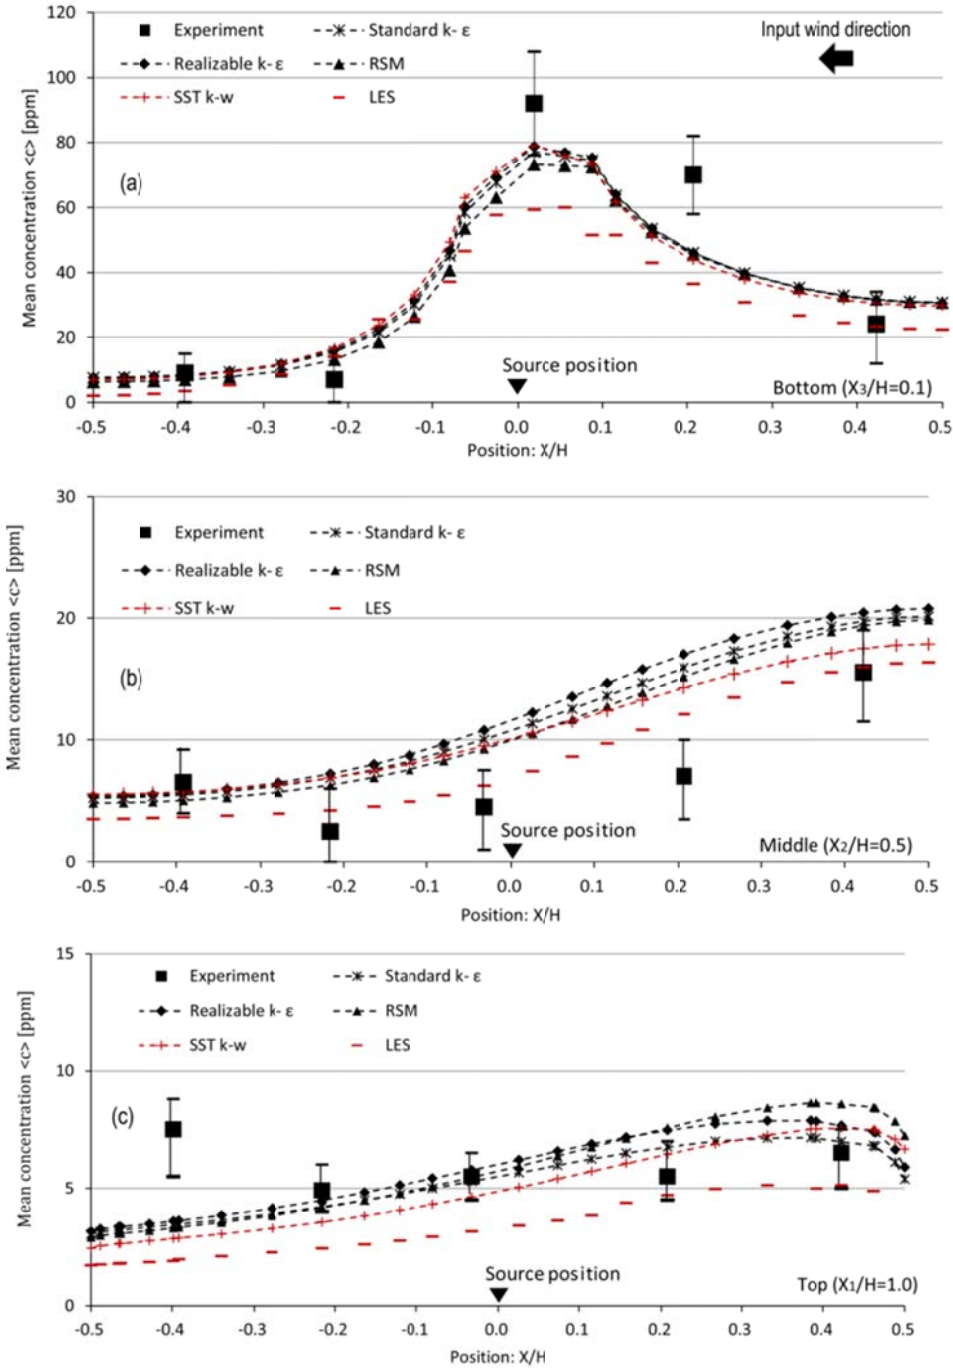 120
100
80
60
40
20
0
Mean concentration <c> [ppm]
Experiment
Standard k- ε
Realizable k- ε
RSM
SST k-w
LES
Input wind direction
(a)
Source position
Bottom (X3/H=0.1)
-0.5 -0.4 -0.3 -0.2 -0.1 0.0 0.1 0.2 0.3 0.4 0.5
Position: X/H
30
20
10
0
Mean concentration <c> [ppm]
Experiment
Standard k- ε
Realizable k- ε
RSM
SST k-w
LES
(b)
Source position
Middle (X2/H=0.5)
-0.5 -0.4 -0.3 -0.2 -0.1 0.0 0.1 0.2 0.3 0.4 0.5
Position: X/H
15
10
5
0
Mean concentration <c> [ppm]
Experiment
Standard k- ε
Realizable k- ε
RSM
SST k-w
LES
(c)
Source position
Top (X1/H=1.0)
-0.5 -0.4 -0.3 -0.2 -0.1 0.0 0.1 0.2 0.3 0.4 0.5
Position: X/H